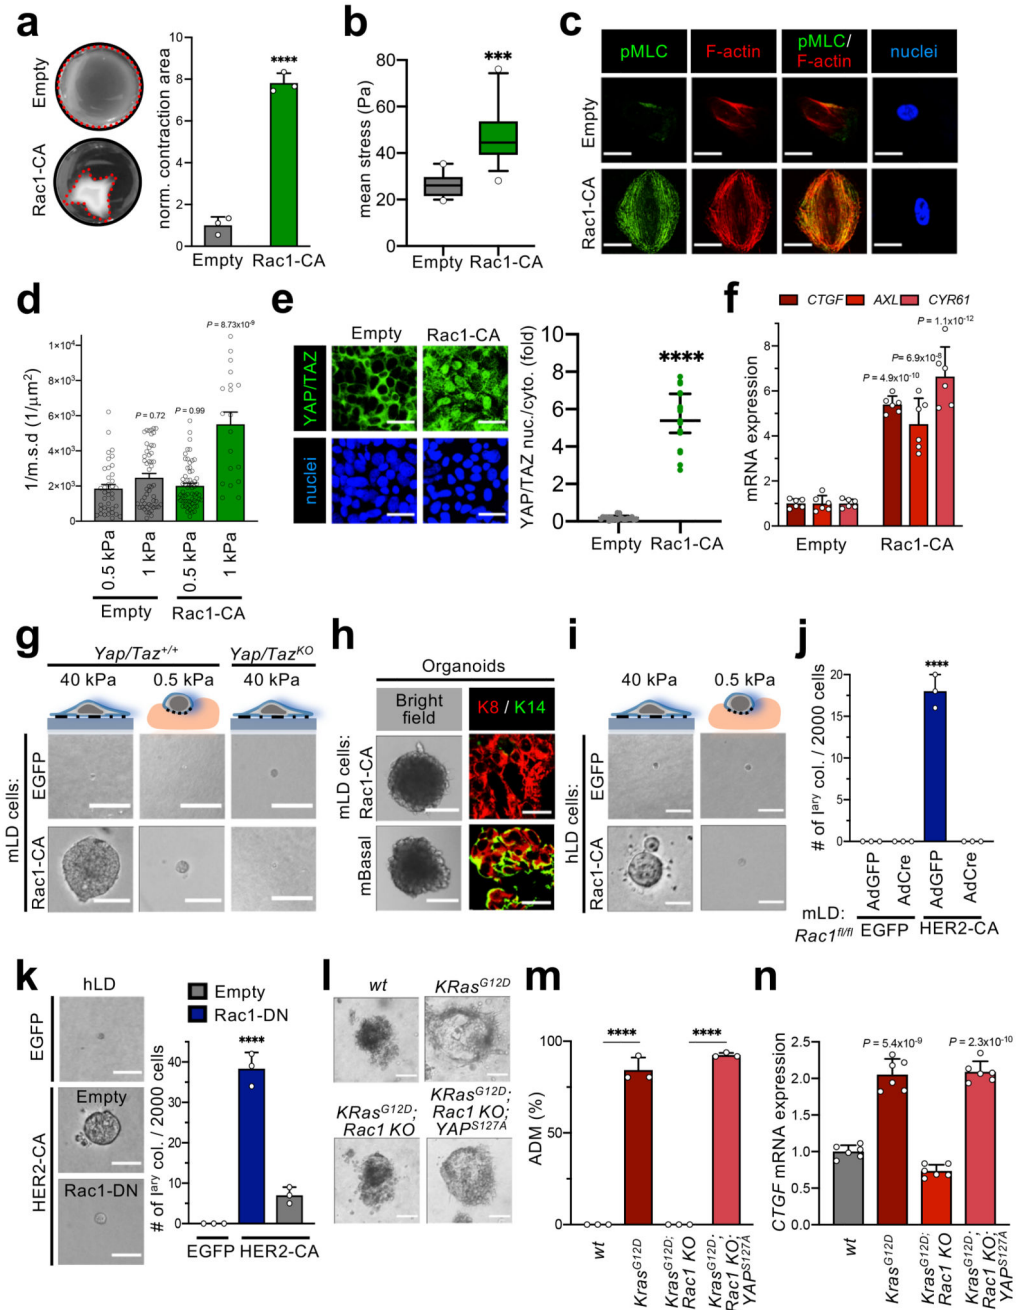 a
Empty
Rac1-CA
norm. contraction area
10
8
6
4
2
0
****
Empty Rac1-CA
b
mean stress (Pa)
80
60
40
20
0
***
Empty Rac1-CA
c
pMLC
F-actin
pMLC/
F-actin
nuclei
Empty
Rac1-CA
d
1/m.s.d (1/μm²)
1×10⁴
8×10³
6×10³
4×10³
2×10³
0
P = 0.72
P = 0.99
P = 8.73x10⁻⁹
0.5 kPa
1 kPa
0.5 kPa
1 kPa
Empty Rac1-CA
e
Empty Rac1-CA
YAP/TAZ
nuclei
YAP/TAZ nuc./cyto. (fold)
10
8
6
4
2
0
****
Empty Rac1-CA
f
CTGF AXL CYR61
mRNA expression
8
6
4
2
0
P = 4.9x10⁻¹⁰
P = 6.9x10⁻⁸
P = 1.1x10⁻¹²
Empty Rac1-CA
g
Yap/Taz⁺/⁺ Yap/Tazᴷᴼ
40 kPa 0.5 kPa 40 kPa
mLD cells:
EGFP
Rac1-CA
h
Organoids
Bright
field
K8 / K14
mLD cells:
Rac1-CA
mBasal
i
40 kPa 0.5 kPa
hLD cells:
EGFP
Rac1-CA
j
# of Iᵃʳʸ col. / 2000 cells
20
15
10
5
0
****
AdGFP
AdCre
AdGFP
AdCre
mLD:
Rac1ᶠˡ/ᶠˡ
EGFP HER2-CA
k
hLD
EGFP
HER2-CA
Empty
Rac1-DN
Empty
Rac1-DN
# of Iᵃʳʸ col. / 2000 cells
40
30
20
10
0
****
EGFP HER2-CA
l
wt
KRasᴳ¹²ᴰ
KRasᴳ¹²ᴰ;
Rac1 KO
KRasᴳ¹²ᴰ;
Rac1 KO;
YAPˢ¹²⁷ᴬ
m
ADM (%)
100
50
0
****
****
wt
Krasᴳ¹²ᴰ
Krasᴳ¹²ᴰ;
Rac1 KO
Krasᴳ¹²ᴰ;
Rac1 KO;
YAPˢ¹²⁷ᴬ
n
CTGF mRNA expression
2.5
2.0
1.5
1.0
0.5
0.0
P = 5.4x10⁻⁹
P = 2.3x10⁻¹⁰
wt
Krasᴳ¹²ᴰ
Krasᴳ¹²ᴰ;
Rac1 KO
Krasᴳ¹²ᴰ;
Rac1 KO;
YAPˢ¹²⁷ᴬ